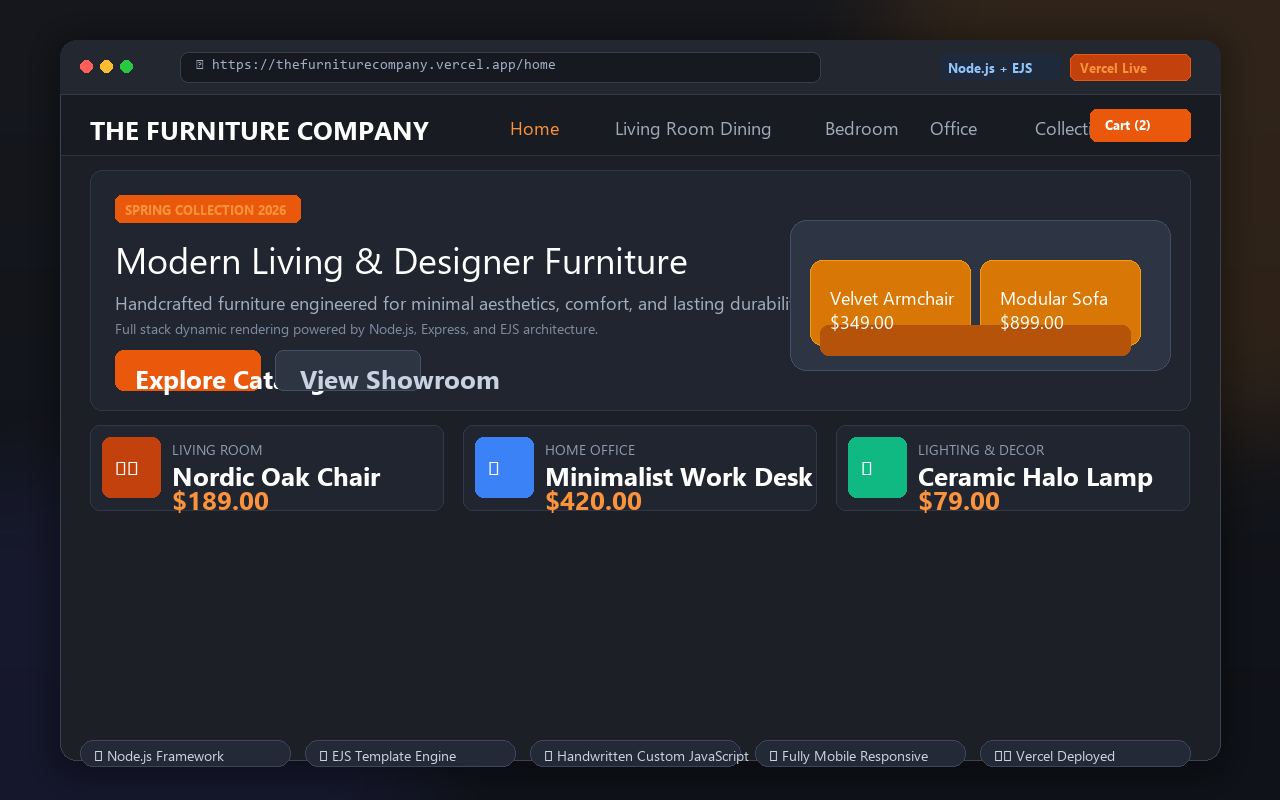 https://thefurniturecompany.vercel.app/home
Node.js + EJS
Vercel Live
THE FURNITURE COMPANY
Home
Living Room Dining
Bedroom
Office
Cart (2)
SPRING COLLECTION 2026
Modern Living & Designer Furniture
Handcrafted furniture engineered for minimal aesthetics, comfort, and lasting
Full stack dynamic rendering powered by Node.js, Express, and EJS architecture.
Explore
View Showroom
Velvet Armchair
$349.00
Modular Sofa
$899.00
LIVING ROOM
Nordic Oak Chair
$189.00
HOME OFFICE
Minimalist Work Desk
$420.00
LIGHTING & DECOR
Ceramic Halo Lamp
$79.00
Node.js Framework
EJS Template Engine
Handwritten Custom JavaScript
Fully Mobile Responsive
Vercel Deployed